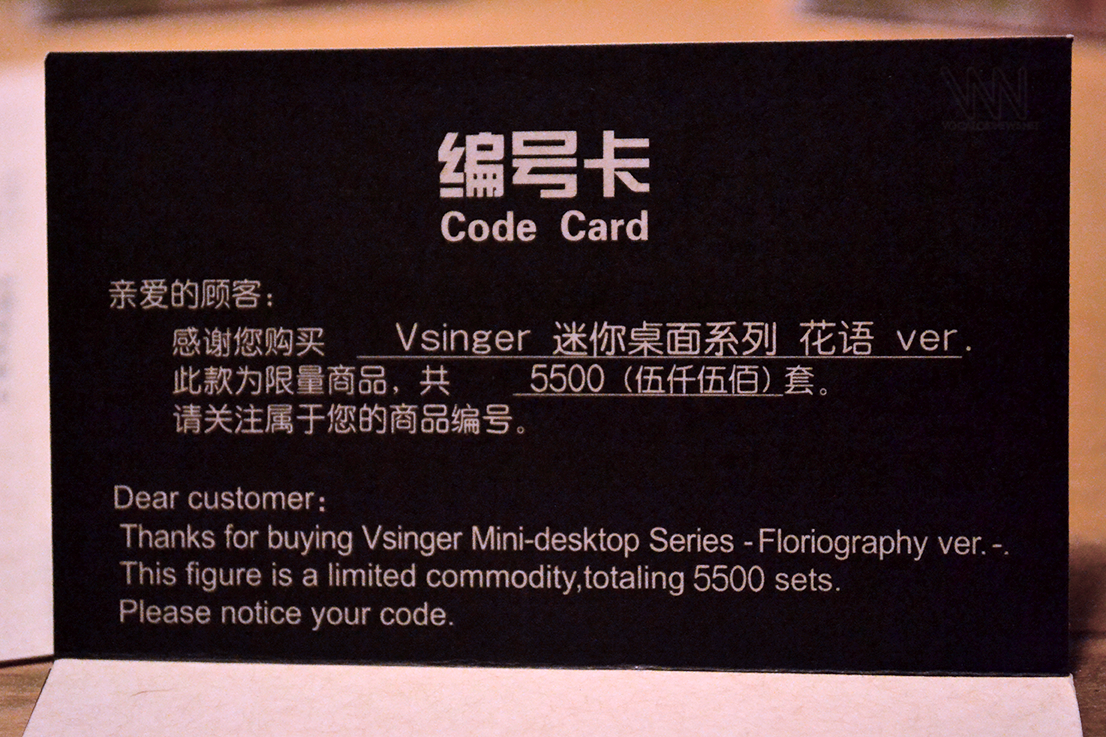 编号卡
Code Card
亲爱的顾客：
感谢您购买 Vsinger 迷你桌面系列 花语 ver.
此款为限量商品，共 5500（伍仟伍佰）套。
请关注属于您的商品编号。
Dear customer：
Thanks for buying Vsinger Mini-desktop Series -Floriography ver.-.
This figure is a limited commodity,totaling 5500 sets.
Please notice your code.